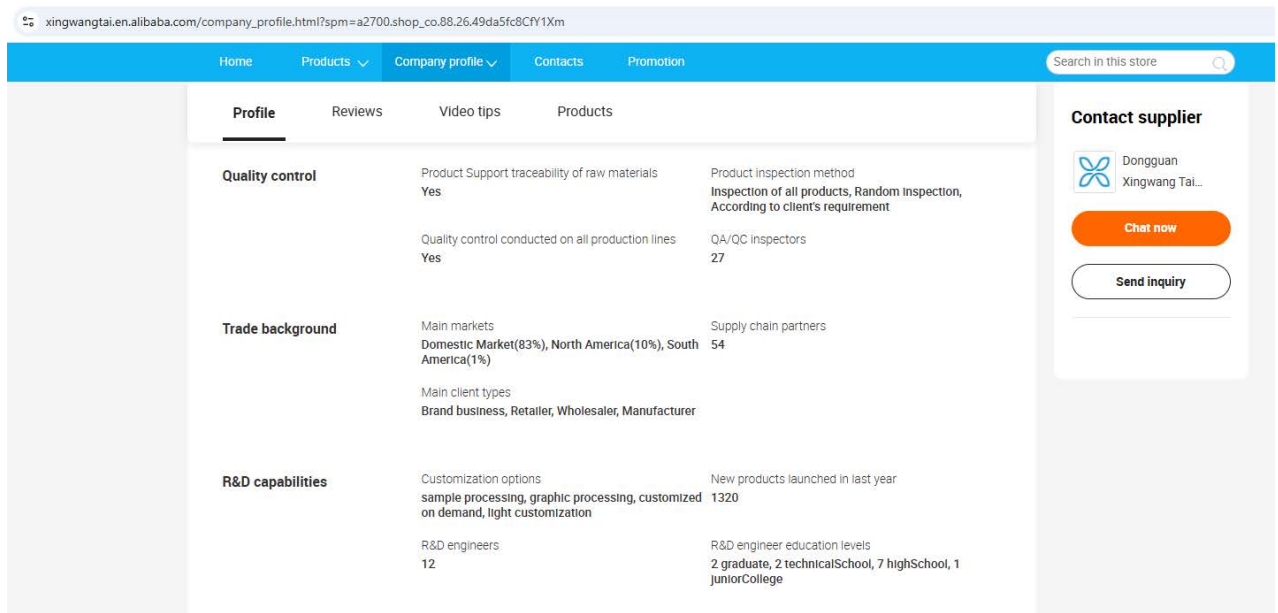 xingwangtai.en.alibaba.com/company_profile.html?spm=a2700.shop_co.88.26.49da5fc8CfY1Xm
Home Products Company profile Contacts Promotion Search in this store
Profile Reviews Video tips Products
Contact supplier
Dongguan
Xingwang Tai...
Chat now
Send inquiry
Quality control
Product Support traceability of raw materials
Yes
Product inspection method
Inspection of all products, Random Inspection,
According to client's requirement
Quality control conducted on all production lines
Yes
QA/QC inspectors
27
Trade background
Main markets
Domestic Market(83%), North America(10%), South
America(1%)
Supply chain partners
54
Main client types
Brand business, Retailer, Wholesaler, Manufacturer
R&D capabilities
Customization options
sample processing, graphic processing, customized
on demand, light customization
New products launched in last year
1320
R&D engineers
12
R&D engineer education levels
2 graduate, 2 technicalSchool, 7 highSchool, 1
juniorCollege